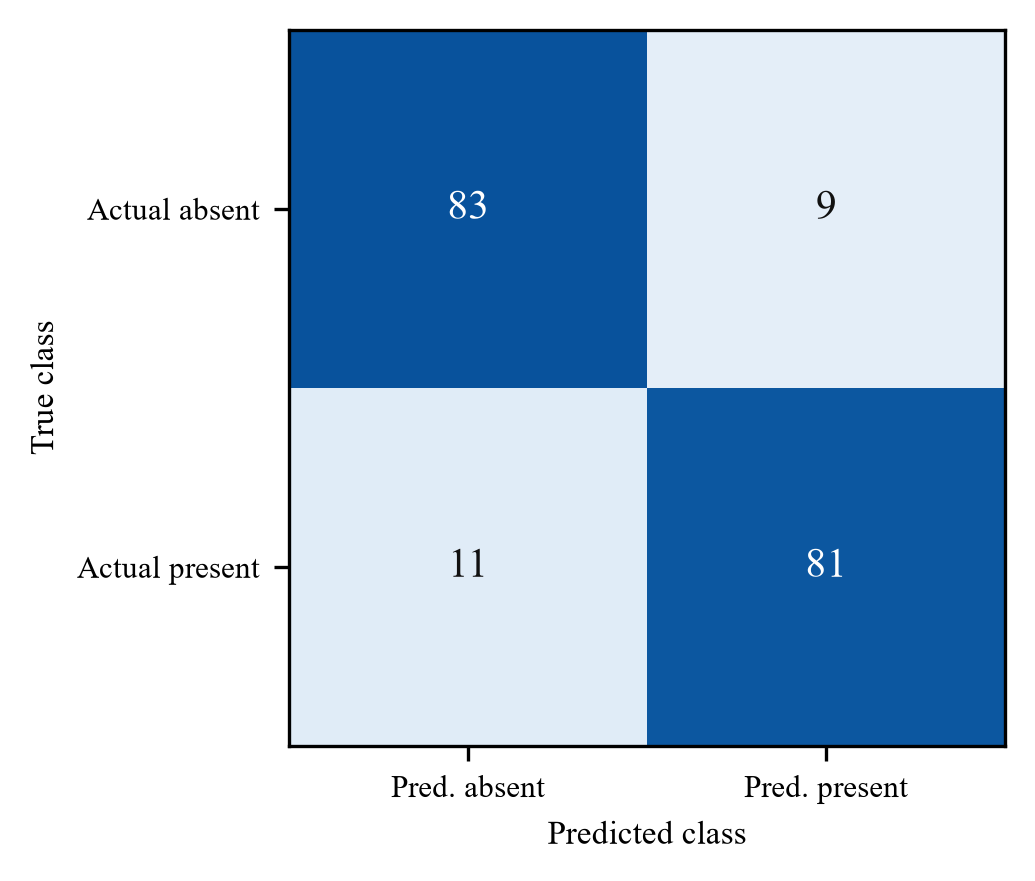 83
9
Actual absent
True class
11
81
Actual present
Pred. absent
Pred. present
Predicted class